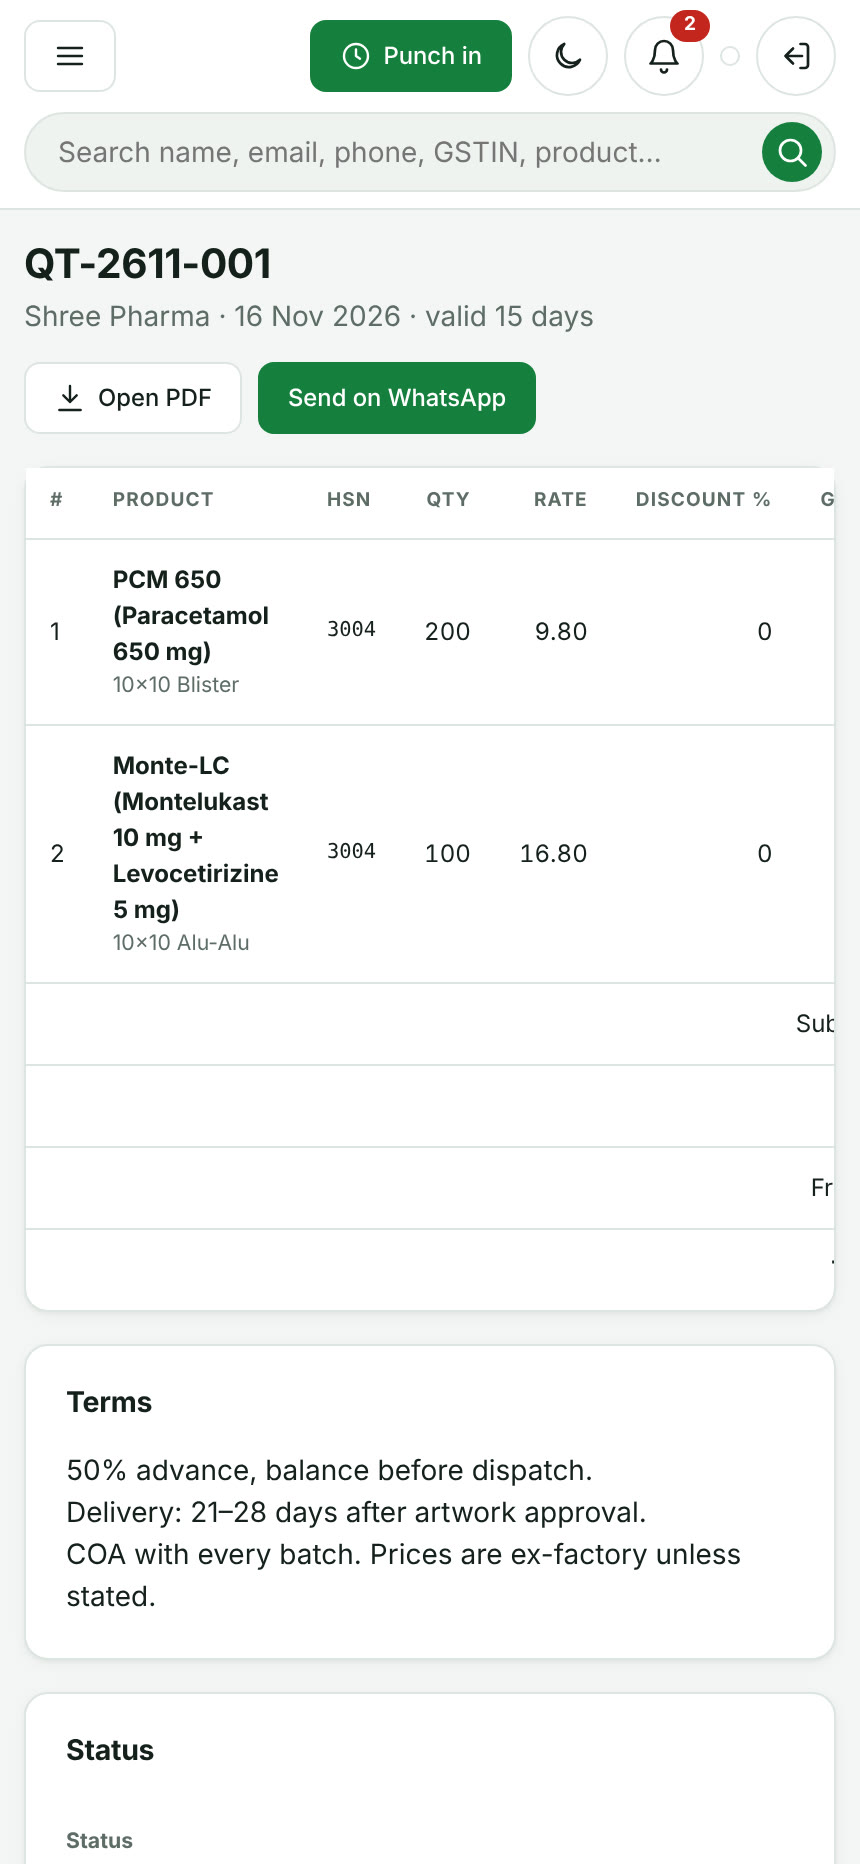 Punch in
2
Search name, email, phone, GSTIN, product...
QT-2611-001
Shree Pharma · 16 Nov 2026 · valid 15 days
Open PDF
Send on WhatsApp
# PRODUCT HSN QTY RATE DISCOUNT % G
PCM 650
(Paracetamol
1 650 mg) 3004 200 9.80 0
10×10 Blister
Monte-LC
(Montelukast
10 mg +
2 Levocetirizine 3004 100 16.80 0
5 mg)
10×10 Alu-Alu
Sub
Fr
Terms
50% advance, balance before dispatch.
Delivery: 21–28 days after artwork approval.
COA with every batch. Prices are ex-factory unless
stated.
Status
Status